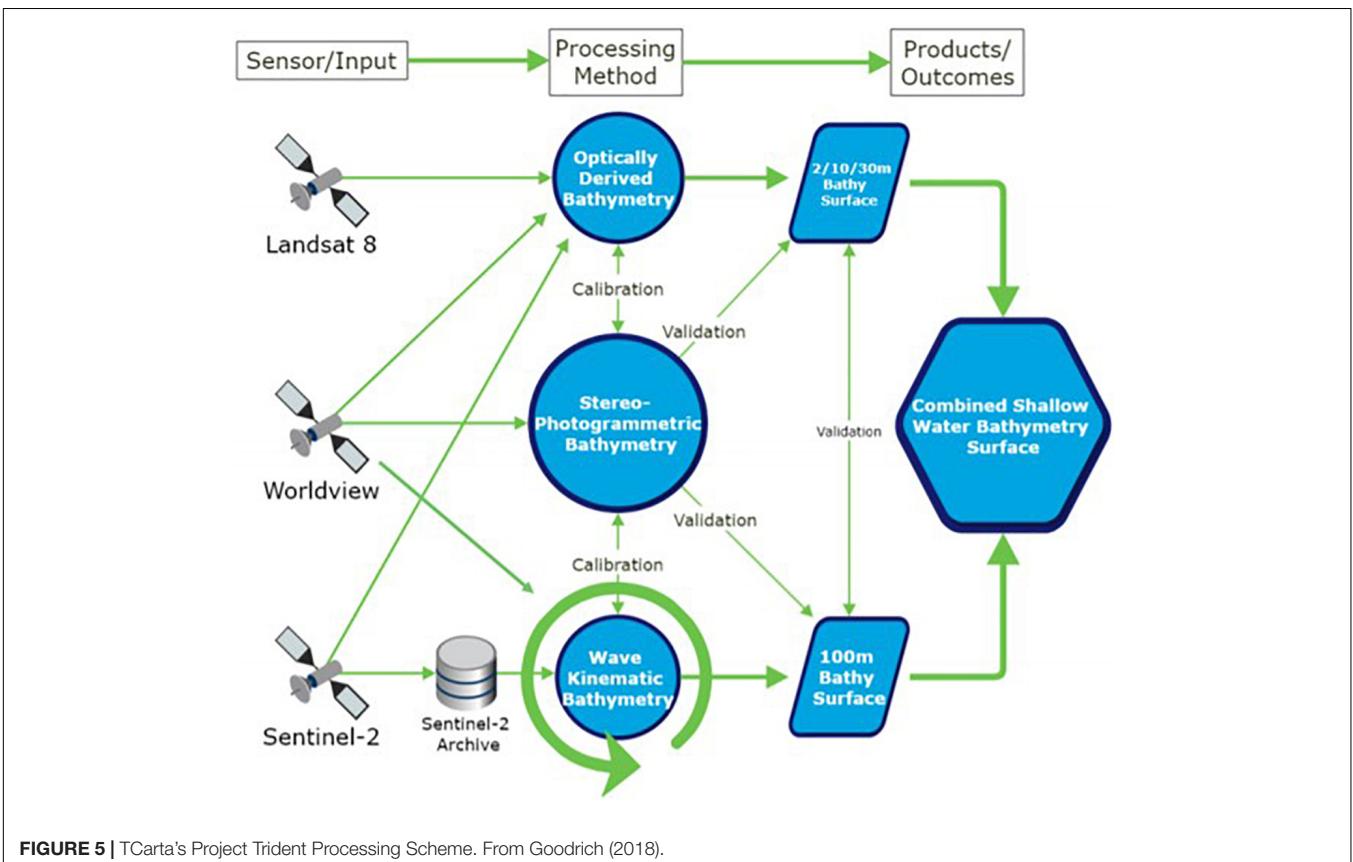 Sensor/Input
Processing
Method
Products/
Outcomes
Landsat 8
Optically
Derived
Bathymetry
2/10/30m
Bathy
Surface
Calibration
Validation
Worldview
Stereo-
Photogrammetric
Bathymetry
Validation
Combined Shallow
Water Bathymetry
Surface
Validation
Calibration
Sentinel-2
Sentinel-2
Archive
Wave
Kinematic
Bathymetry
100m
Bathy
Surface
FIGURE 5 | TCarta's Project Trident Processing Scheme. From Goodrich (2018).